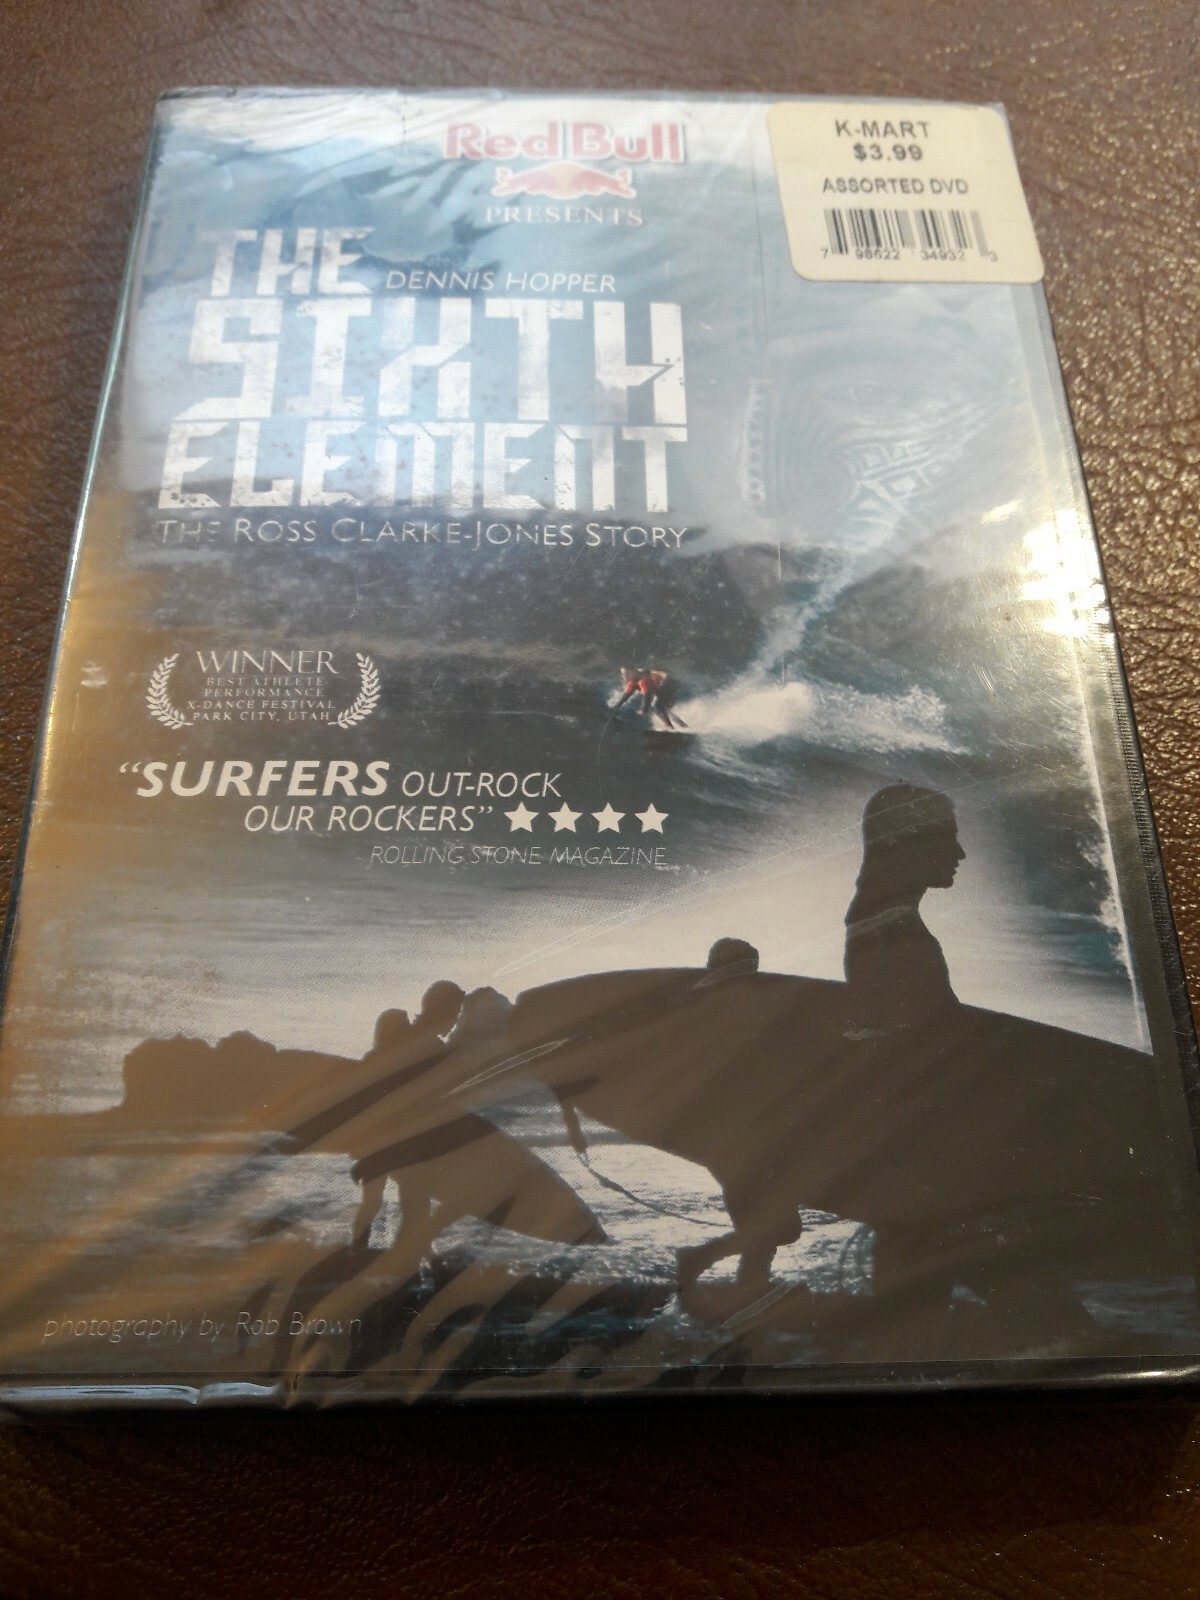 Red Bull
PRESENTS
K-MART
$3.99
ASSORTED DVD
7 98622 34932 3
THE
DENNIS HOPPER
SIXTH
ELEMENT
THE ROSS CLARKE-JONES STORY
WINNER
BEST ATHLETE
PERFORMANCE
X-DANCE FESTIVAL
PARK CITY, UTAH
“SURFERS OUT-ROCK
OUR ROCKERS” ★★★★
ROLLING STONE MAGAZINE
photography by Rob Brown